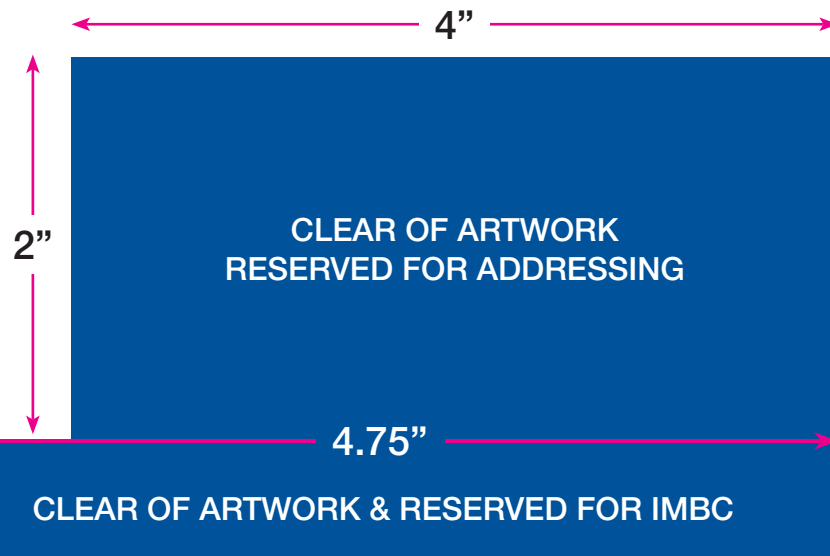 4”
2”
CLEAR OF ARTWORK
RESERVED FOR ADDRESSING
4.75”
CLEAR OF ARTWORK & RESERVED FOR IMBC